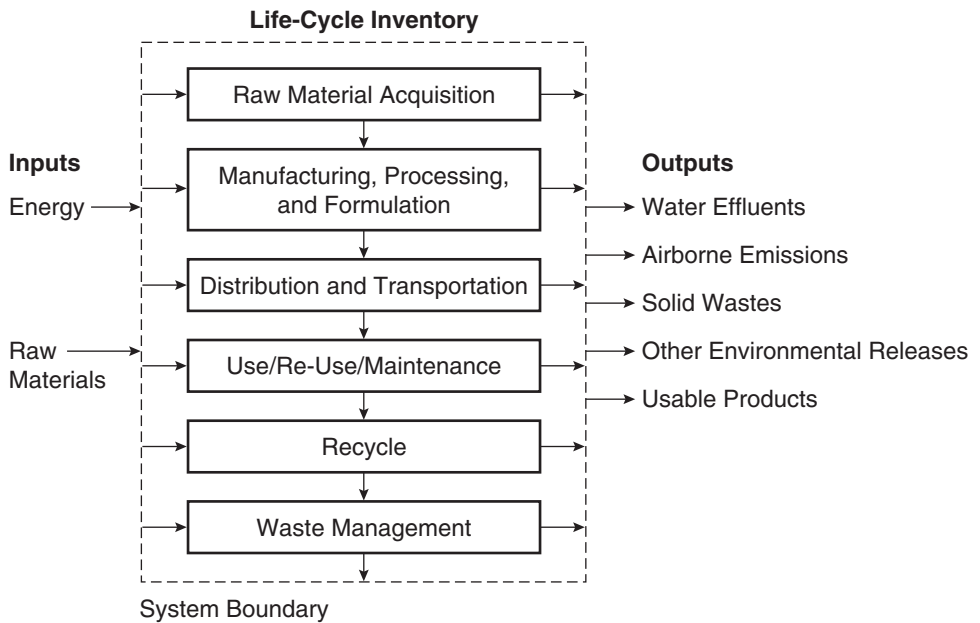 Life-Cycle Inventory
Inputs
Energy
Raw
Materials
Raw Material Acquisition
Manufacturing, Processing,
and Formulation
Distribution and Transportation
Use/Re-Use/Maintenance
Recycle
Waste Management
Outputs
Water Effluents
Airborne Emissions
Solid Wastes
Other Environmental Releases
Usable Products
System Boundary